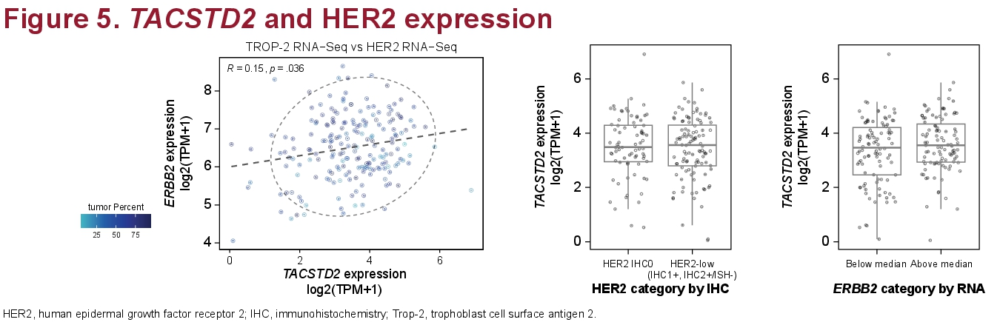 Figure 5. TACSTD2 and HER2 expression
TROP-2 RNA-Seq vs HER2 RNA-Seq
R = 0.15, p = .036
ERBB2 expression
log2(TPM+1)
8
7
6
5
4
0
2
4
6
TACSTD2 expression
log2(TPM+1)
tumor Percent
25
50
75
TACSTD2 expression
log2(TPM+1)
6
4
2
0
HER2 IHC0
HER2-low
(IHC1+, IHC2+/ISH-)
HER2 category by IHC
TACSTD2 expression
log2(TPM+1)
6
4
2
0
Below median
Above median
ERBB2 category by RNA
HER2, human epidermal growth factor receptor 2; IHC, immunohistochemistry; Trop-2, trophoblast cell surface antigen 2.